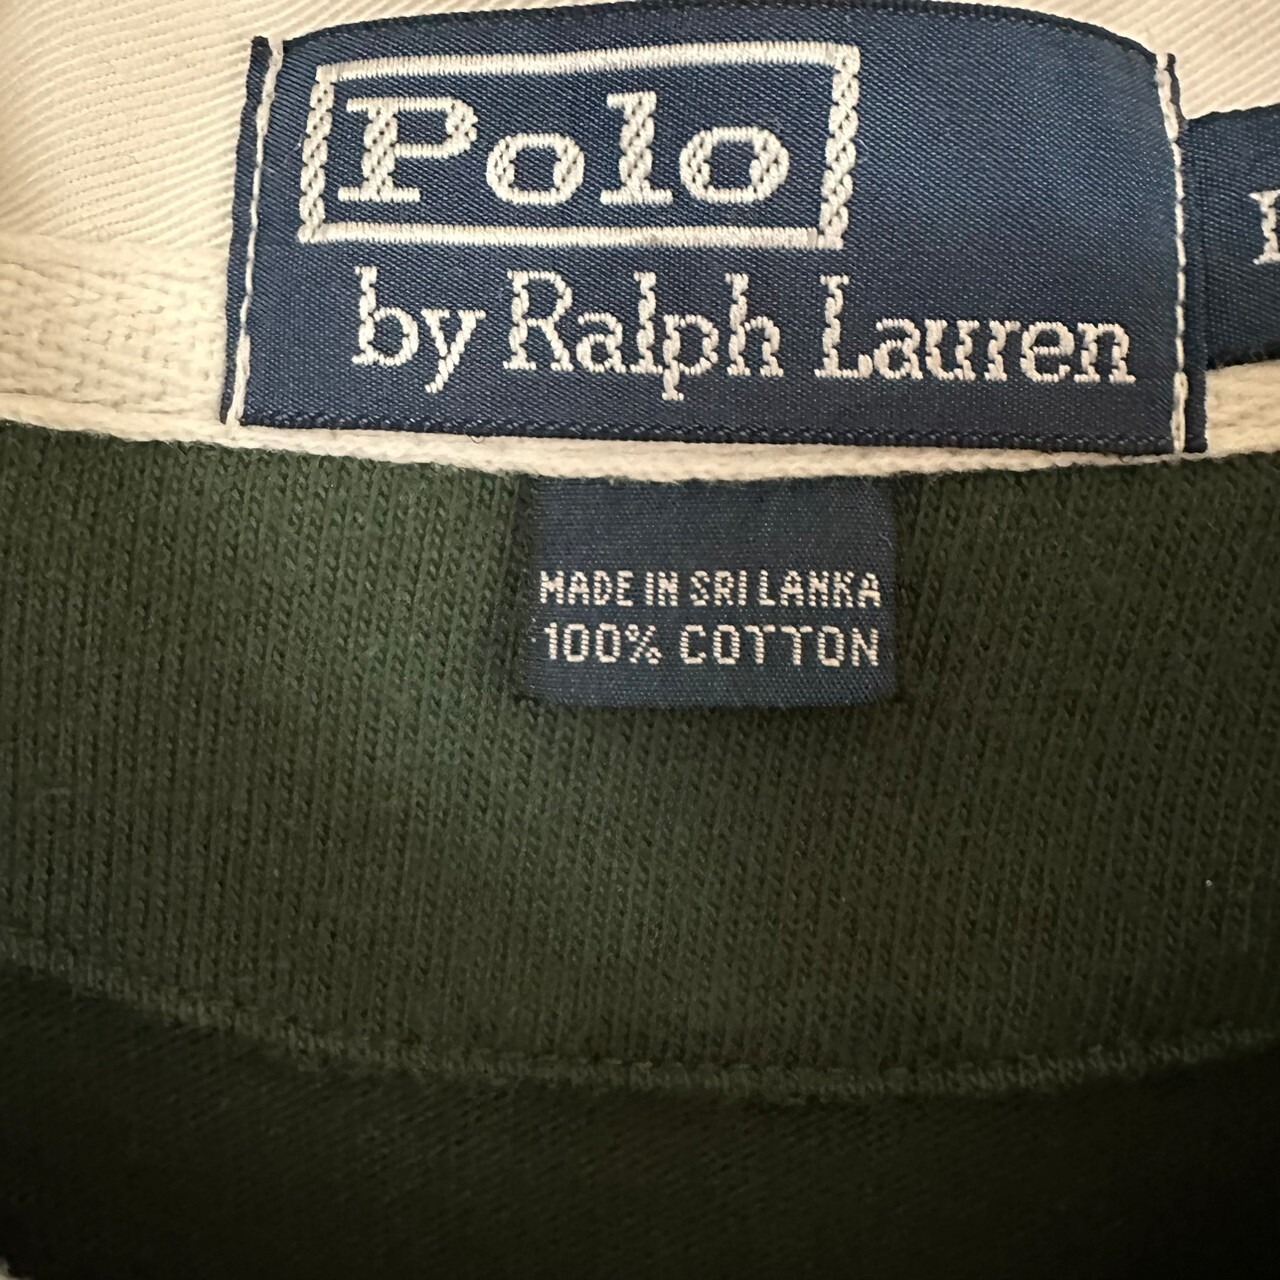 Polo
by Ralph Lauren
MADE IN SRI LANKA
100% COTTON